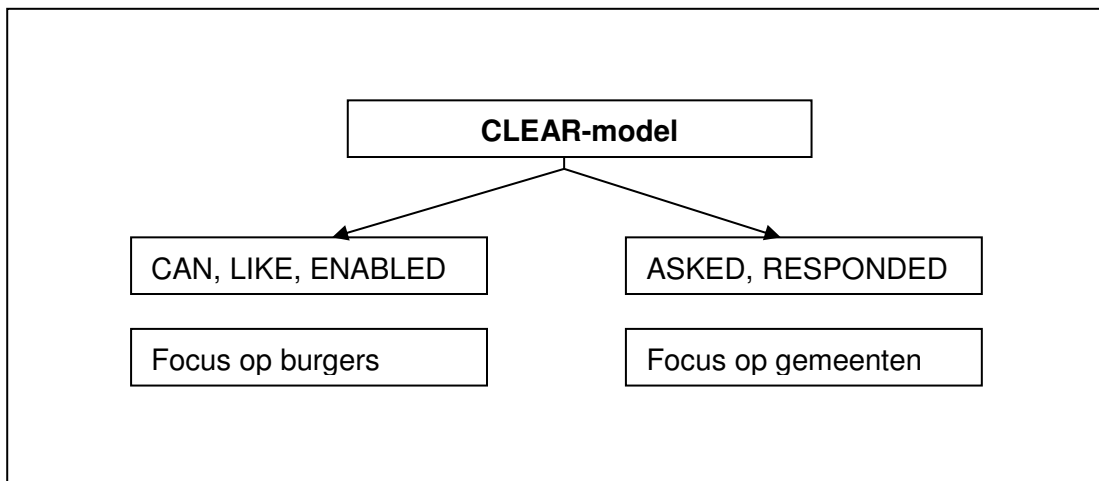 CLEAR-model
CAN, LIKE, ENABLED
ASKED, RESPONDED
Focus op burgers
Focus op gemeenten